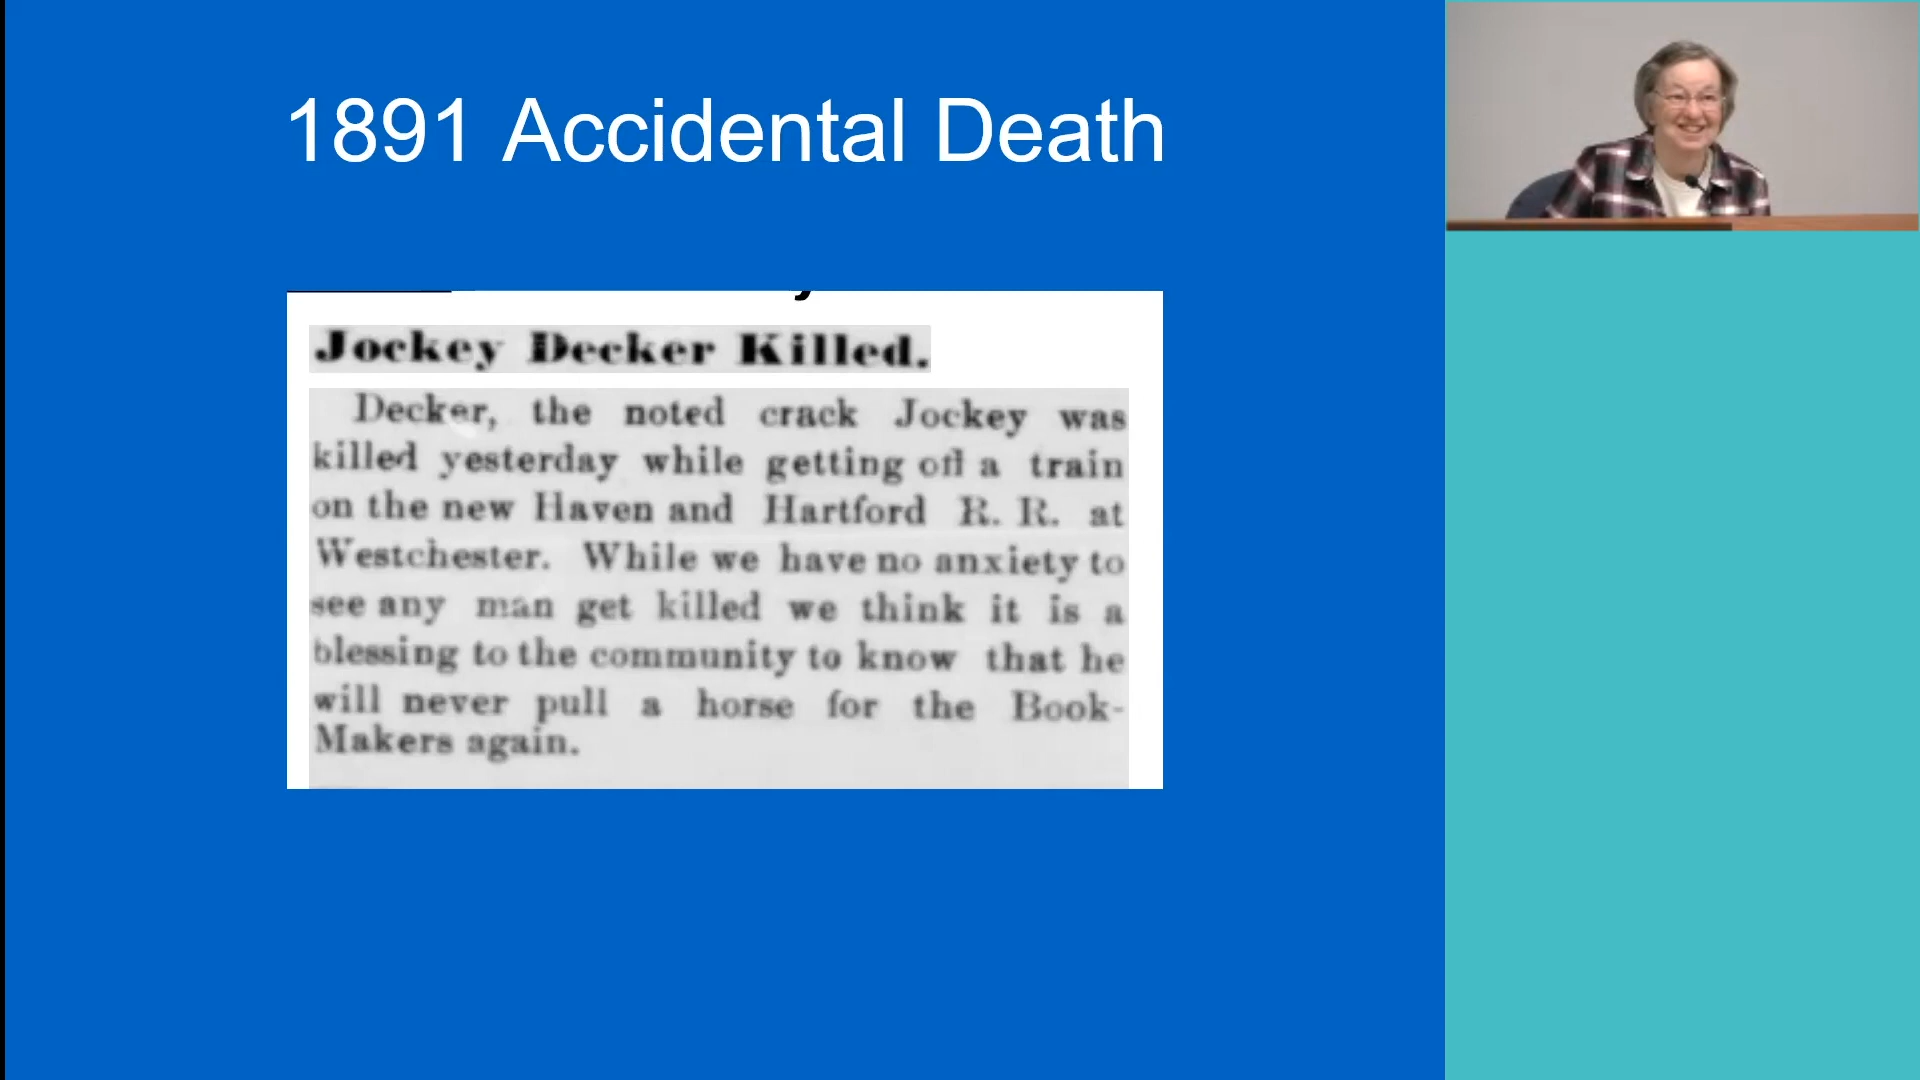 1891 Accidental Death
Jockey Decker Killed.
Decker, the noted crack Jockey was
killed yesterday while getting off a train
on the new Haven and Hartford R. R. at
Westchester. While we have no anxiety to
see any man get killed we think it is a
blessing to the community to know that he
will never pull a horse for the Book-
Makers again.